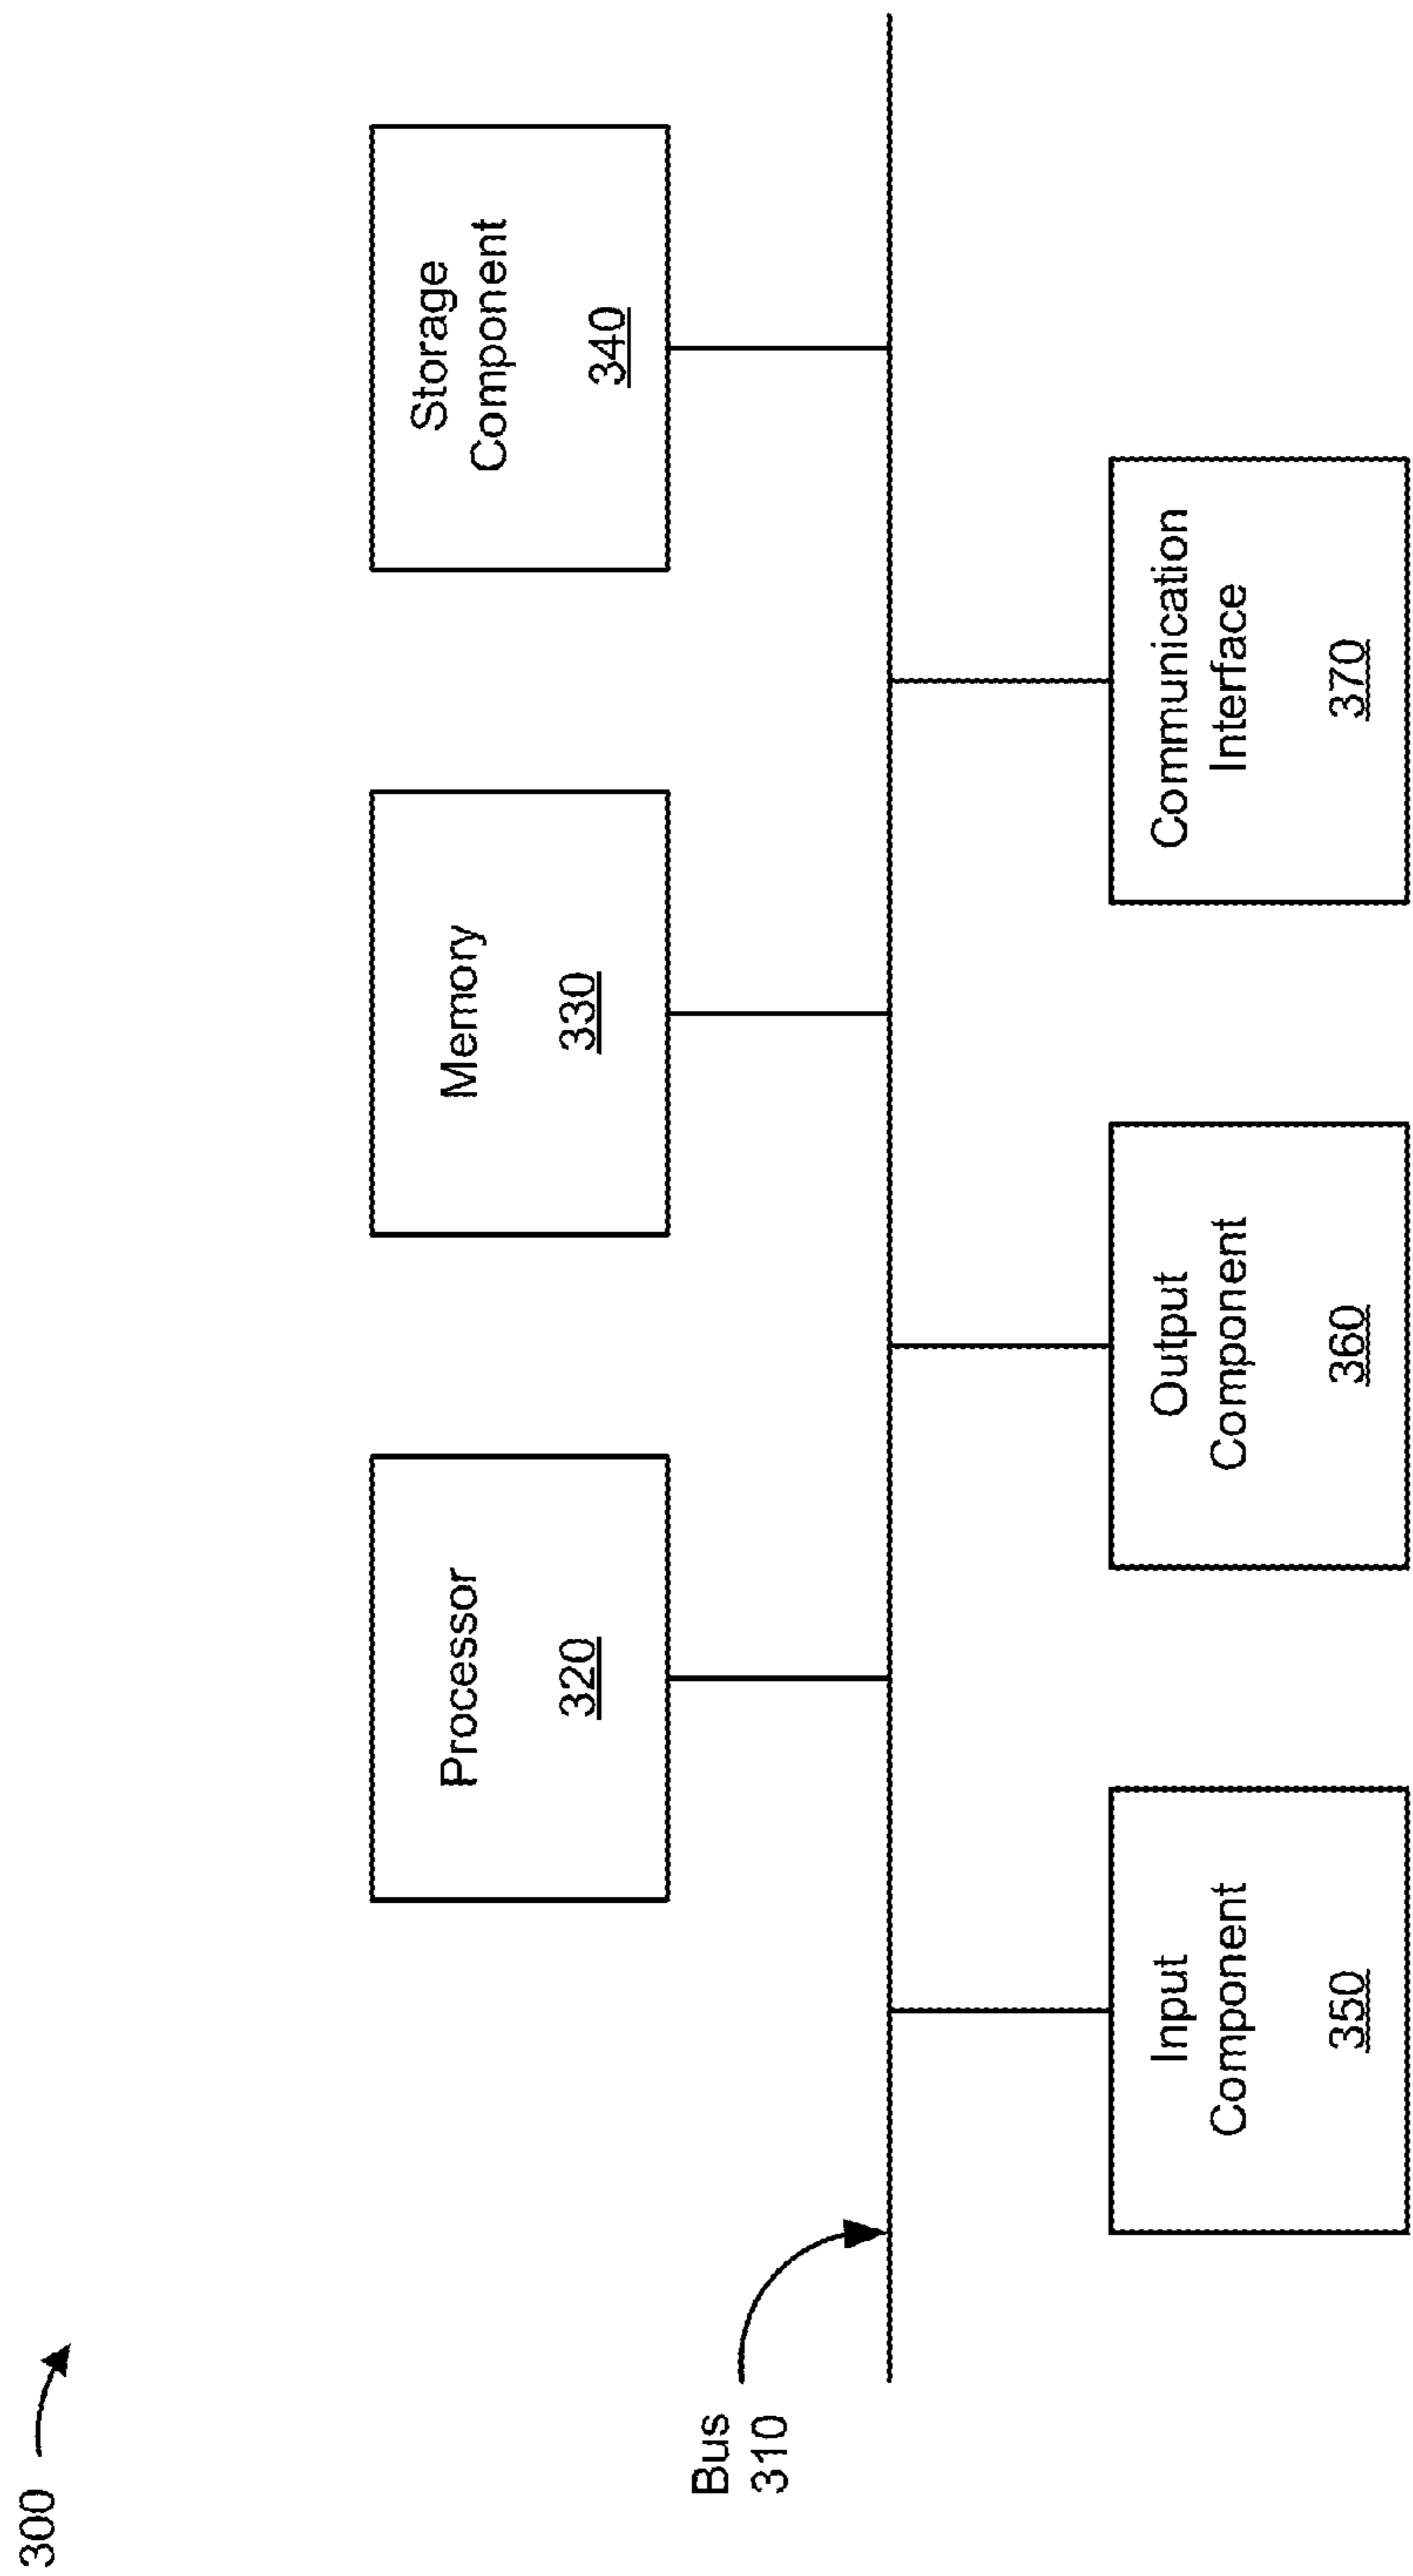 300
Processor
320
Memory
330
Storage
Component
340
Bus
310
Input
Component
350
Output
Component
360
Communication
Interface
370